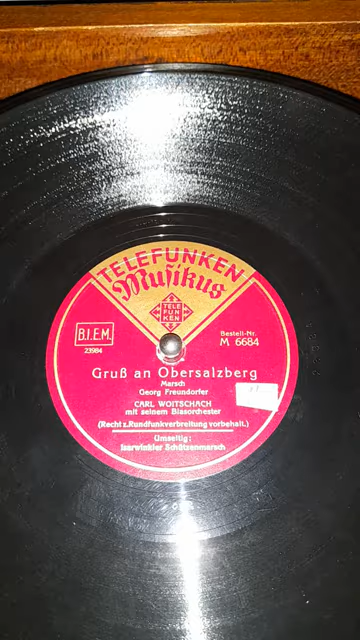 TELEFUNKEN
Musikus
TELE
FUN
KEN
B.I.E.M.
23984
Bestell-Nr.
M 6684
Gruß an Obersalzberg
Marsch
Georg Freundorfer
CARL WOITSCHACH
mit seinem Blasorchester
(Recht z. Rundfunkverbreitung vorbehalt.)
Umseitig:
Isarwinkler Schützenmarsch